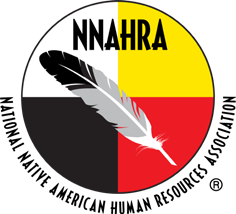 NNAHRA
NATIONAL NATIVE AMERICAN HUMAN RESOURCES ASSOCIATION
®